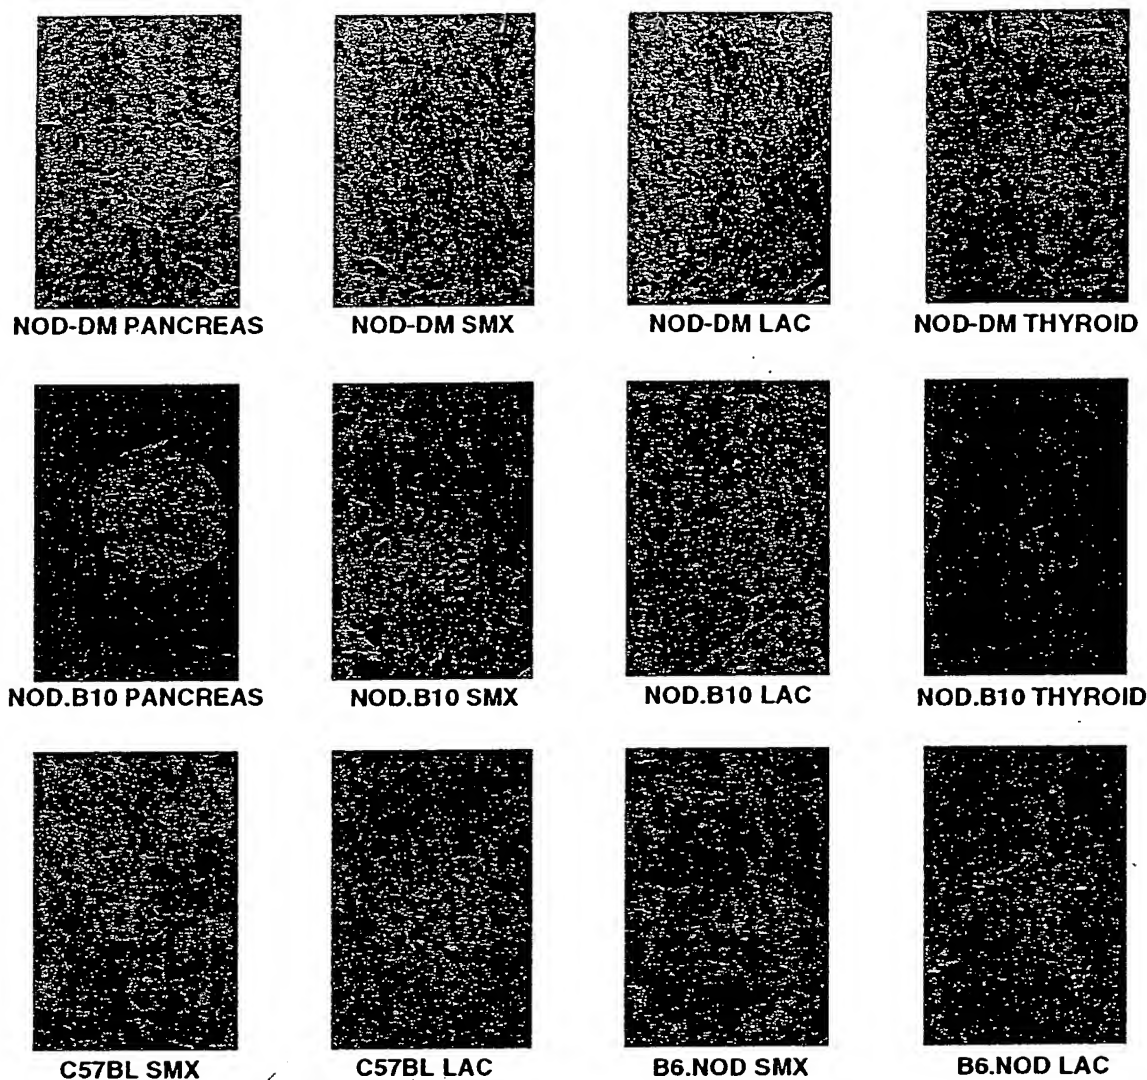 NOD-DM PANCREAS NOD-DM SMX NOD-DM LAC NOD-DM THYROID
NOD.B10 PANCREAS NOD.B10 SMX NOD.B10 LAC NOD.B10 THYROID
C57BL SMX C57BL LAC B6.NOD SMX B6.NOD LAC